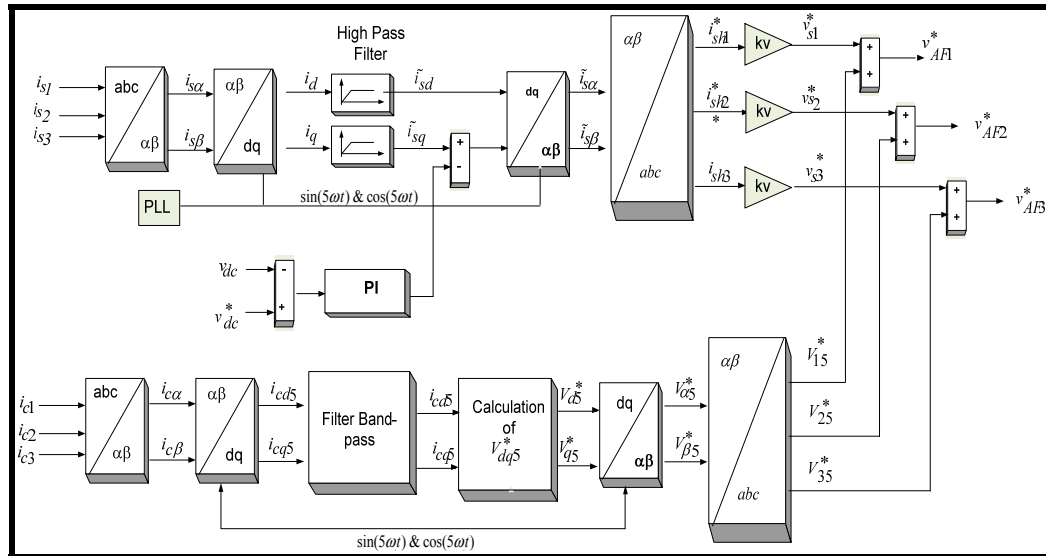 High Pass
Filter
i_s1
i_s2
i_s3
abc
αβ
i_sα
i_sβ
αβ
dq
i_d
i_q
ĩ_sd
ĩ_sq
+
-
dq
αβ
ĩ_sα
ĩ_sβ
αβ
abc
i*_sh1
i*_sh2
*
i_sh3
kv
kv
kv
v*_s1
v*_s2
v*_s3
+
+
+
+
+
+
v*_AF1
v*_AF2
v*_AF3
PLL
sin(5ωt) & cos(5ωt)
v_dc
v*_dc
-
+
PI
i_c1
i_c2
i_c3
abc
αβ
i_cα
i_cβ
αβ
dq
i_cd5
i_cq5
Filter Band-
pass
i_cd5
i_cq5
Calculation
of
V*_dq5
V*_d5
V*_q5
dq
αβ
V*_α5
V*_β5
αβ
abc
V*_15
V*_25
V*_35
sin(5ωt) & cos(5ωt)